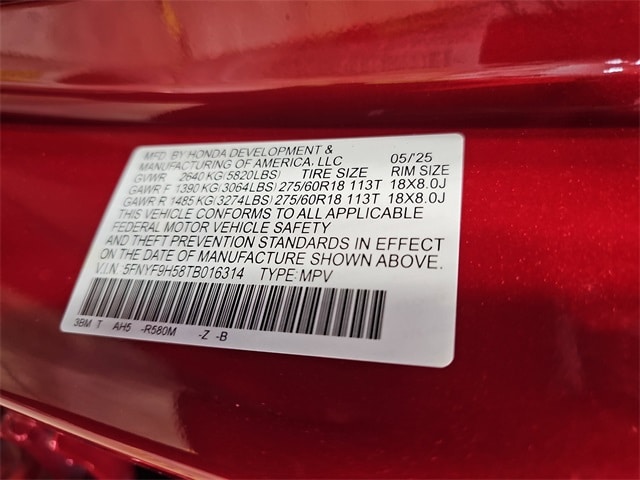 MFD. BY HONDA DEVELOPMENT & 05/'25
MANUFACTURING OF AMERICA, LLC
GVWR 2640 KG(5820LBS) TIRE SIZE RIM SIZE
GAWR F 1390 KG(3064LBS) 275/60R18 113T 18X8.0J
GAWR R 1485 KG(3274LBS) 275/60R18 113T 18X8.0J
THIS VEHICLE CONFORMS TO ALL APPLICABLE
FEDERAL MOTOR VEHICLE SAFETY
AND THEFT PREVENTION STANDARDS IN EFFECT
ON THE DATE OF MANUFACTURE SHOWN ABOVE.
V.I.N. 5FNYF9H58TB016314 TYPE: MPV
3BM T AH5 -R580M -Z -B